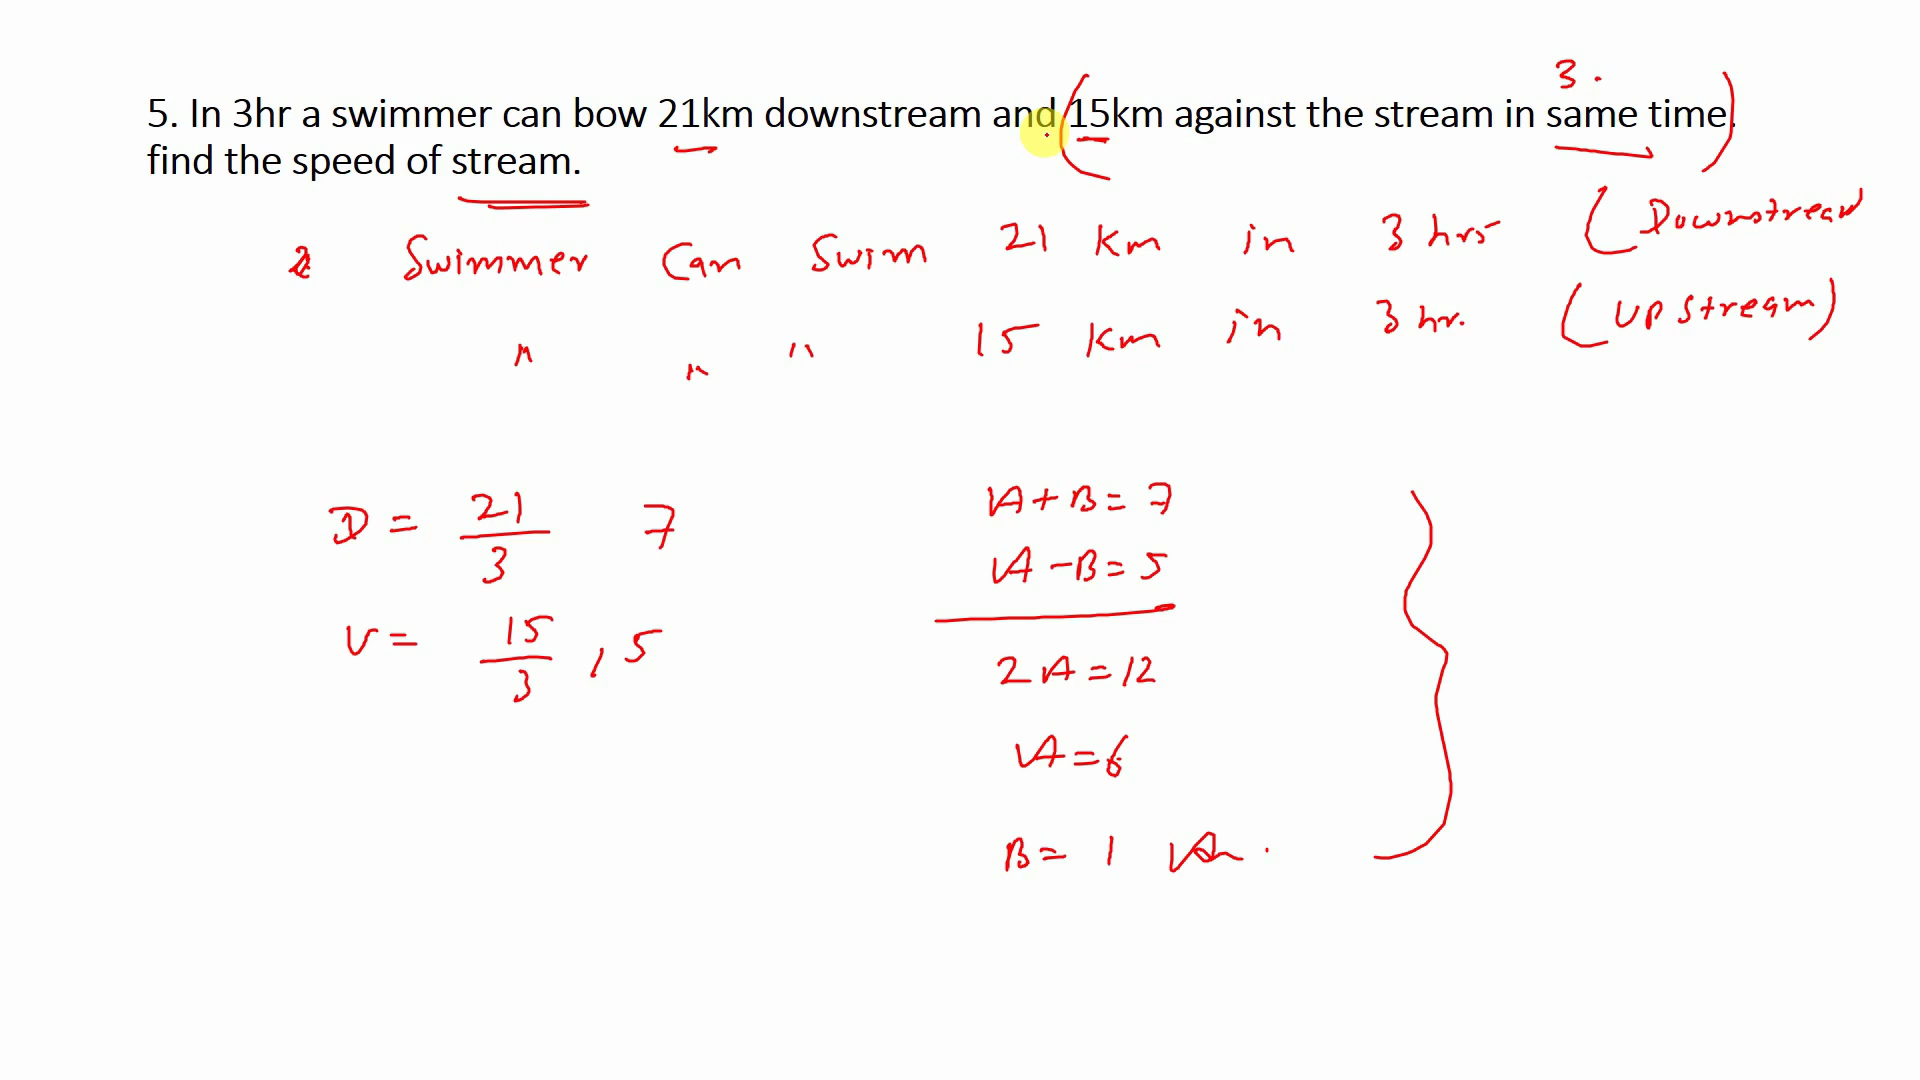 3.
5. In 3hr a swimmer can bow 21km downstream and 15km against the stream in same time.
find the speed of stream.
Swimmer Can Swim 21 km in 3 hrs (Downstream
" " " 15 km in 3 hr. (Upstream)
D = 21/3 7
U = 15/3, 5
A+B=7
A-B=5
2A=12
A=6
B=1